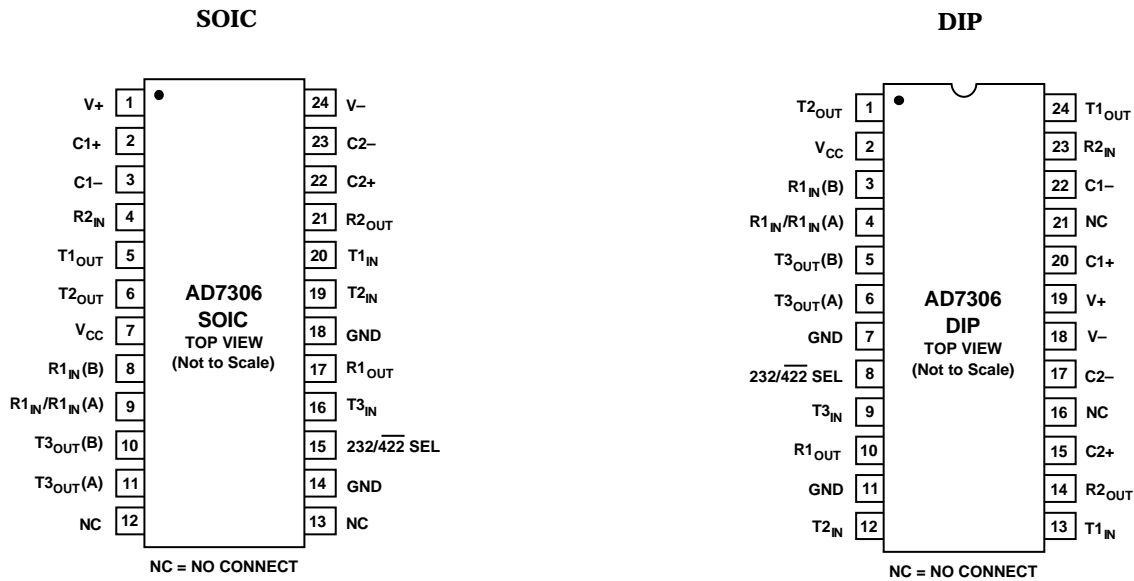 SOIC
V+ 1 24 V–
C1+ 2 23 C2–
C1– 3 22 C2+
R2IN 4 21 R2OUT
T1OUT 5 20 T1IN
T2OUT 6 19 T2IN
VCC 7 18 GND
R1IN(B) 8 17 R1OUT
R1IN/R1IN(A) 9 16 T3IN
T3OUT(B) 10 15 232/4̅2̅2̅ SEL
T3OUT(A) 11 14 GND
NC 12 13 NC
AD7306
SOIC
TOP VIEW
(Not to Scale)
NC = NO CONNECT
DIP
T2OUT 1 24 T1OUT
VCC 2 23 R2IN
R1IN(B) 3 22 C1–
R1IN/R1IN(A) 4 21 NC
T3OUT(B) 5 20 C1+
T3OUT(A) 6 19 V+
GND 7 18 V–
232/4̅2̅2̅ SEL 8 17 C2–
T3IN 9 16 NC
R1OUT 10 15 C2+
GND 11 14 R2OUT
T2IN 12 13 T1IN
AD7306
DIP
TOP VIEW
(Not to Scale)
NC = NO CONNECT